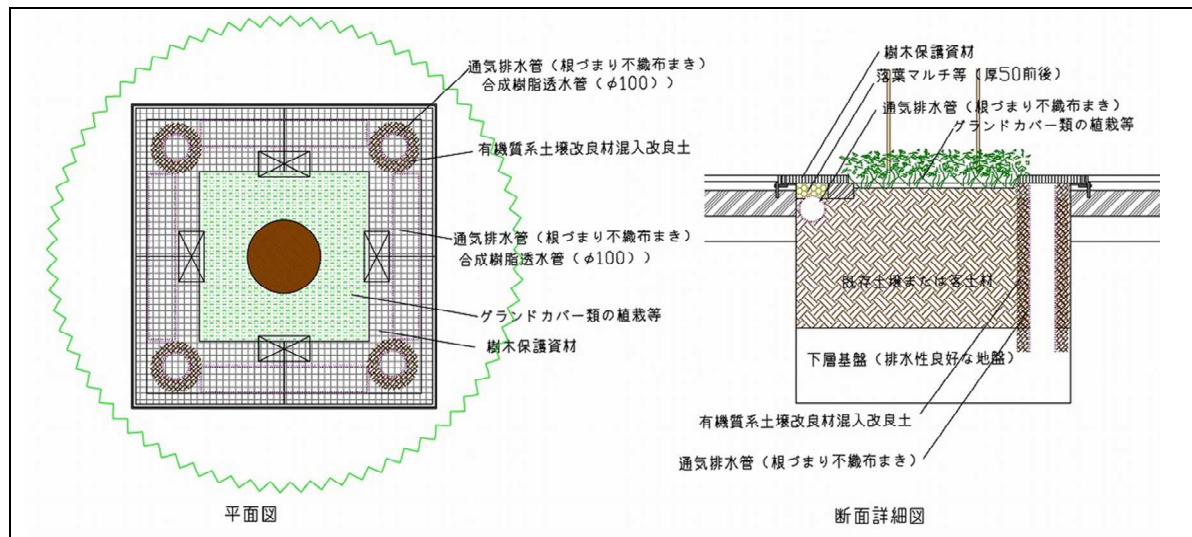 通気排水管（根づまり不織布まき）
合成樹脂透水管（φ100））
有機質系土壌改良材混入改良土
通気排水管（根づまり不織布まき）
合成樹脂透水管（φ100））
グランドカバー類の植栽等
樹木保護資材
平面図
樹木保護資材
落葉マルチ等（厚50前後）
通気排水管（根づまり不織布まき）
グランドカバー類の植栽等
既存土壌または客土材
下層基盤（排水性良好な地盤）
有機質系土壌改良材混入改良土
通気排水管（根づまり不織布まき）
断面詳細図